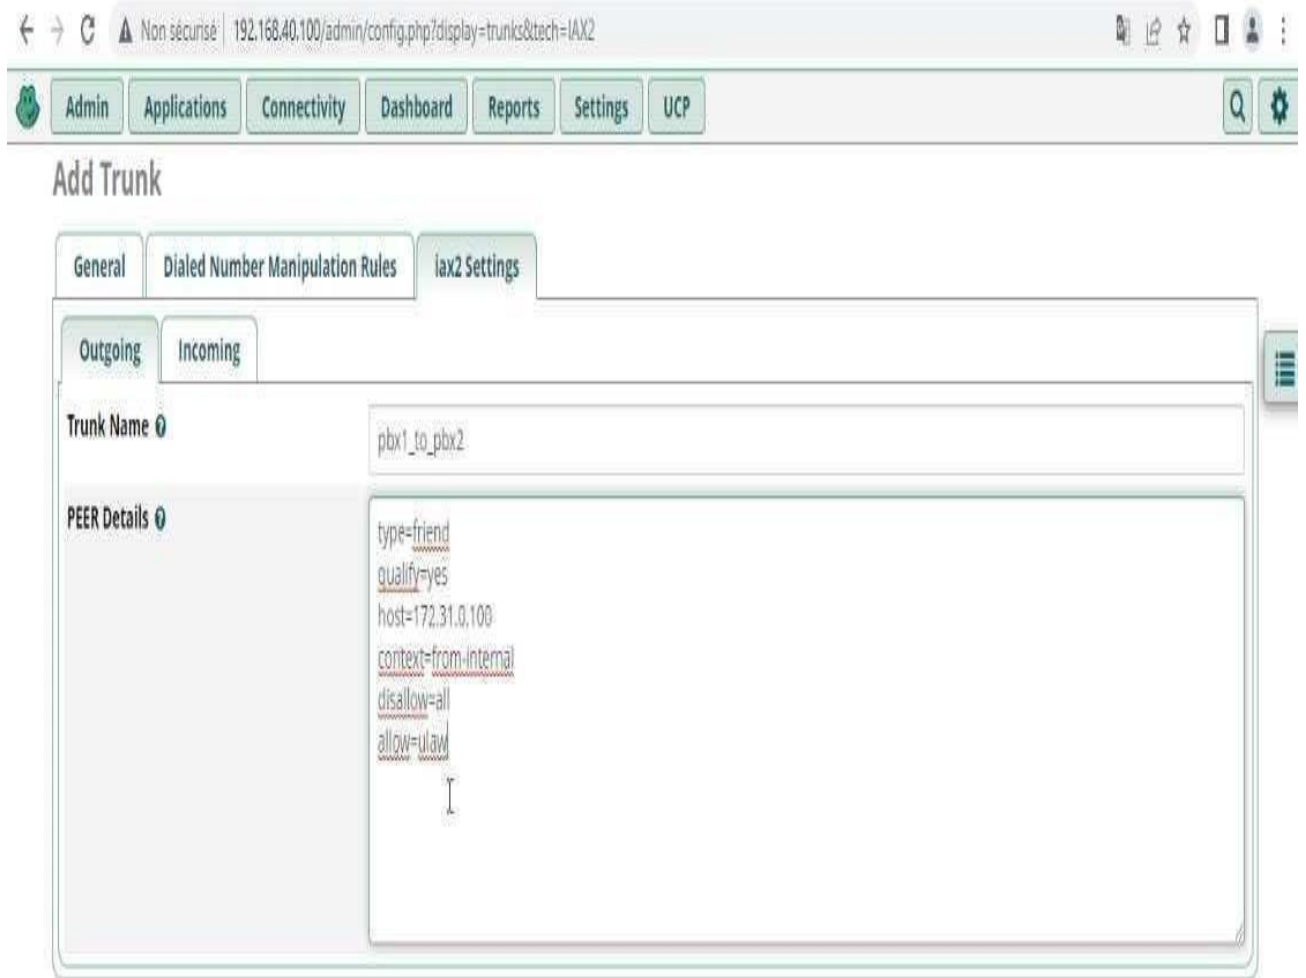 Non sécurisé | 192.168.40.100/admin/config.php?display=trunks&tech=IAX2
Admin Applications Connectivity Dashboard Reports Settings UCP
Add Trunk
General Dialed Number Manipulation Rules iax2 Settings
Outgoing Incoming
Trunk Name
pbx1_to_pbx2
PEER Details
type=friend
qualify=yes
host=172.31.0.100
context=from-internal
disallow=all
allow=ulaw